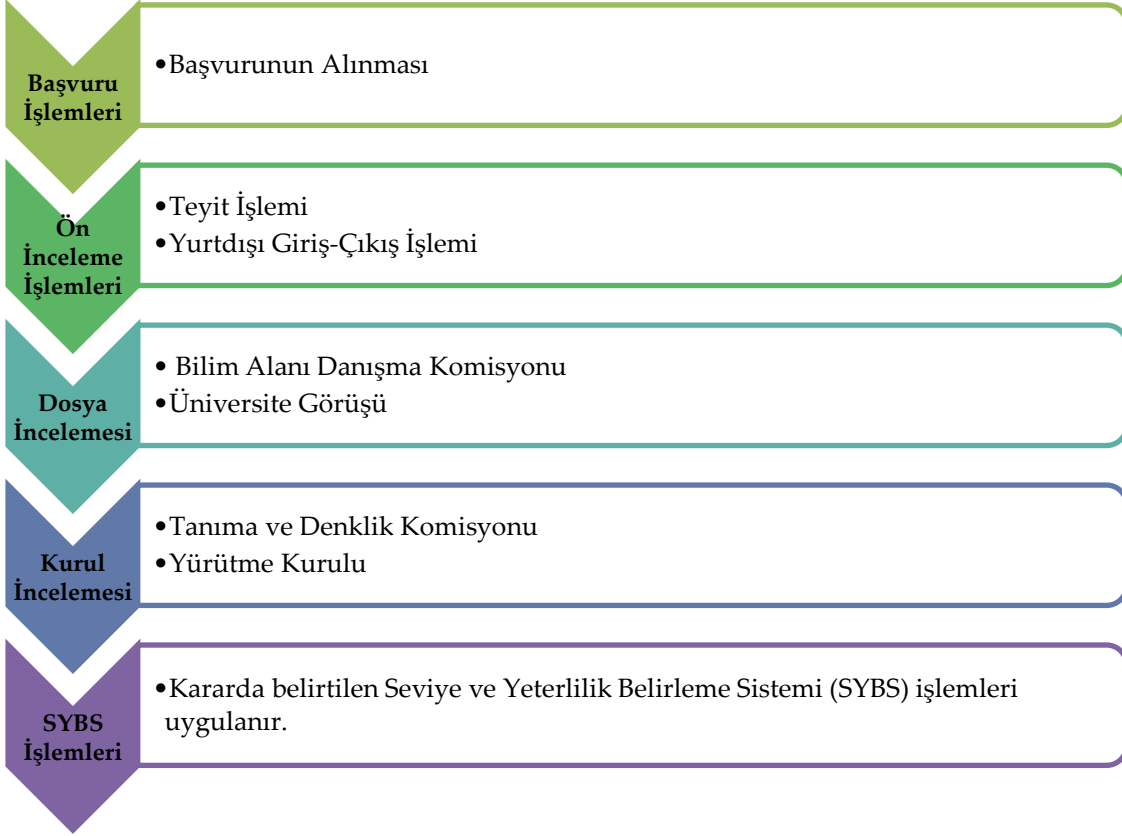 Başvuru
İşlemleri
•Başvurunun Alınması
Ön
İnceleme
İşlemleri
•Teyit İşlemi
•Yurtdışı Giriş-Çıkış İşlemi
Dosya
İncelemesi
• Bilim Alanı Danışma Komisyonu
•Üniversite Görüşü
Kurul
İncelemesi
•Tanıma ve Denklik Komisyonu
•Yürütme Kurulu
SYBS
İşlemleri
•Kararda belirtilen Seviye ve Yeterlilik Belirleme Sistemi (SYBS) işlemleri
uygulanır.